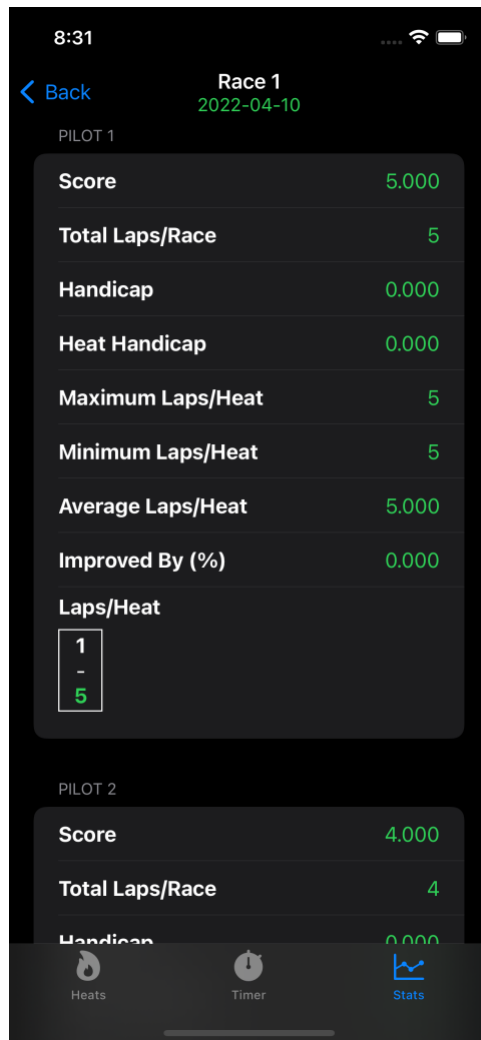 8:31
Back
Race 1
2022-04-10
PILOT 1
Score 5.000
Total Laps/Race 5
Handicap 0.000
Heat Handicap 0.000
Maximum Laps/Heat 5
Minimum Laps/Heat 5
Average Laps/Heat 5.000
Improved By (%) 0.000
Laps/Heat
1
-
5
PILOT 2
Score 4.000
Total Laps/Race 4
Handicap 0.000
Heats Timer Stats